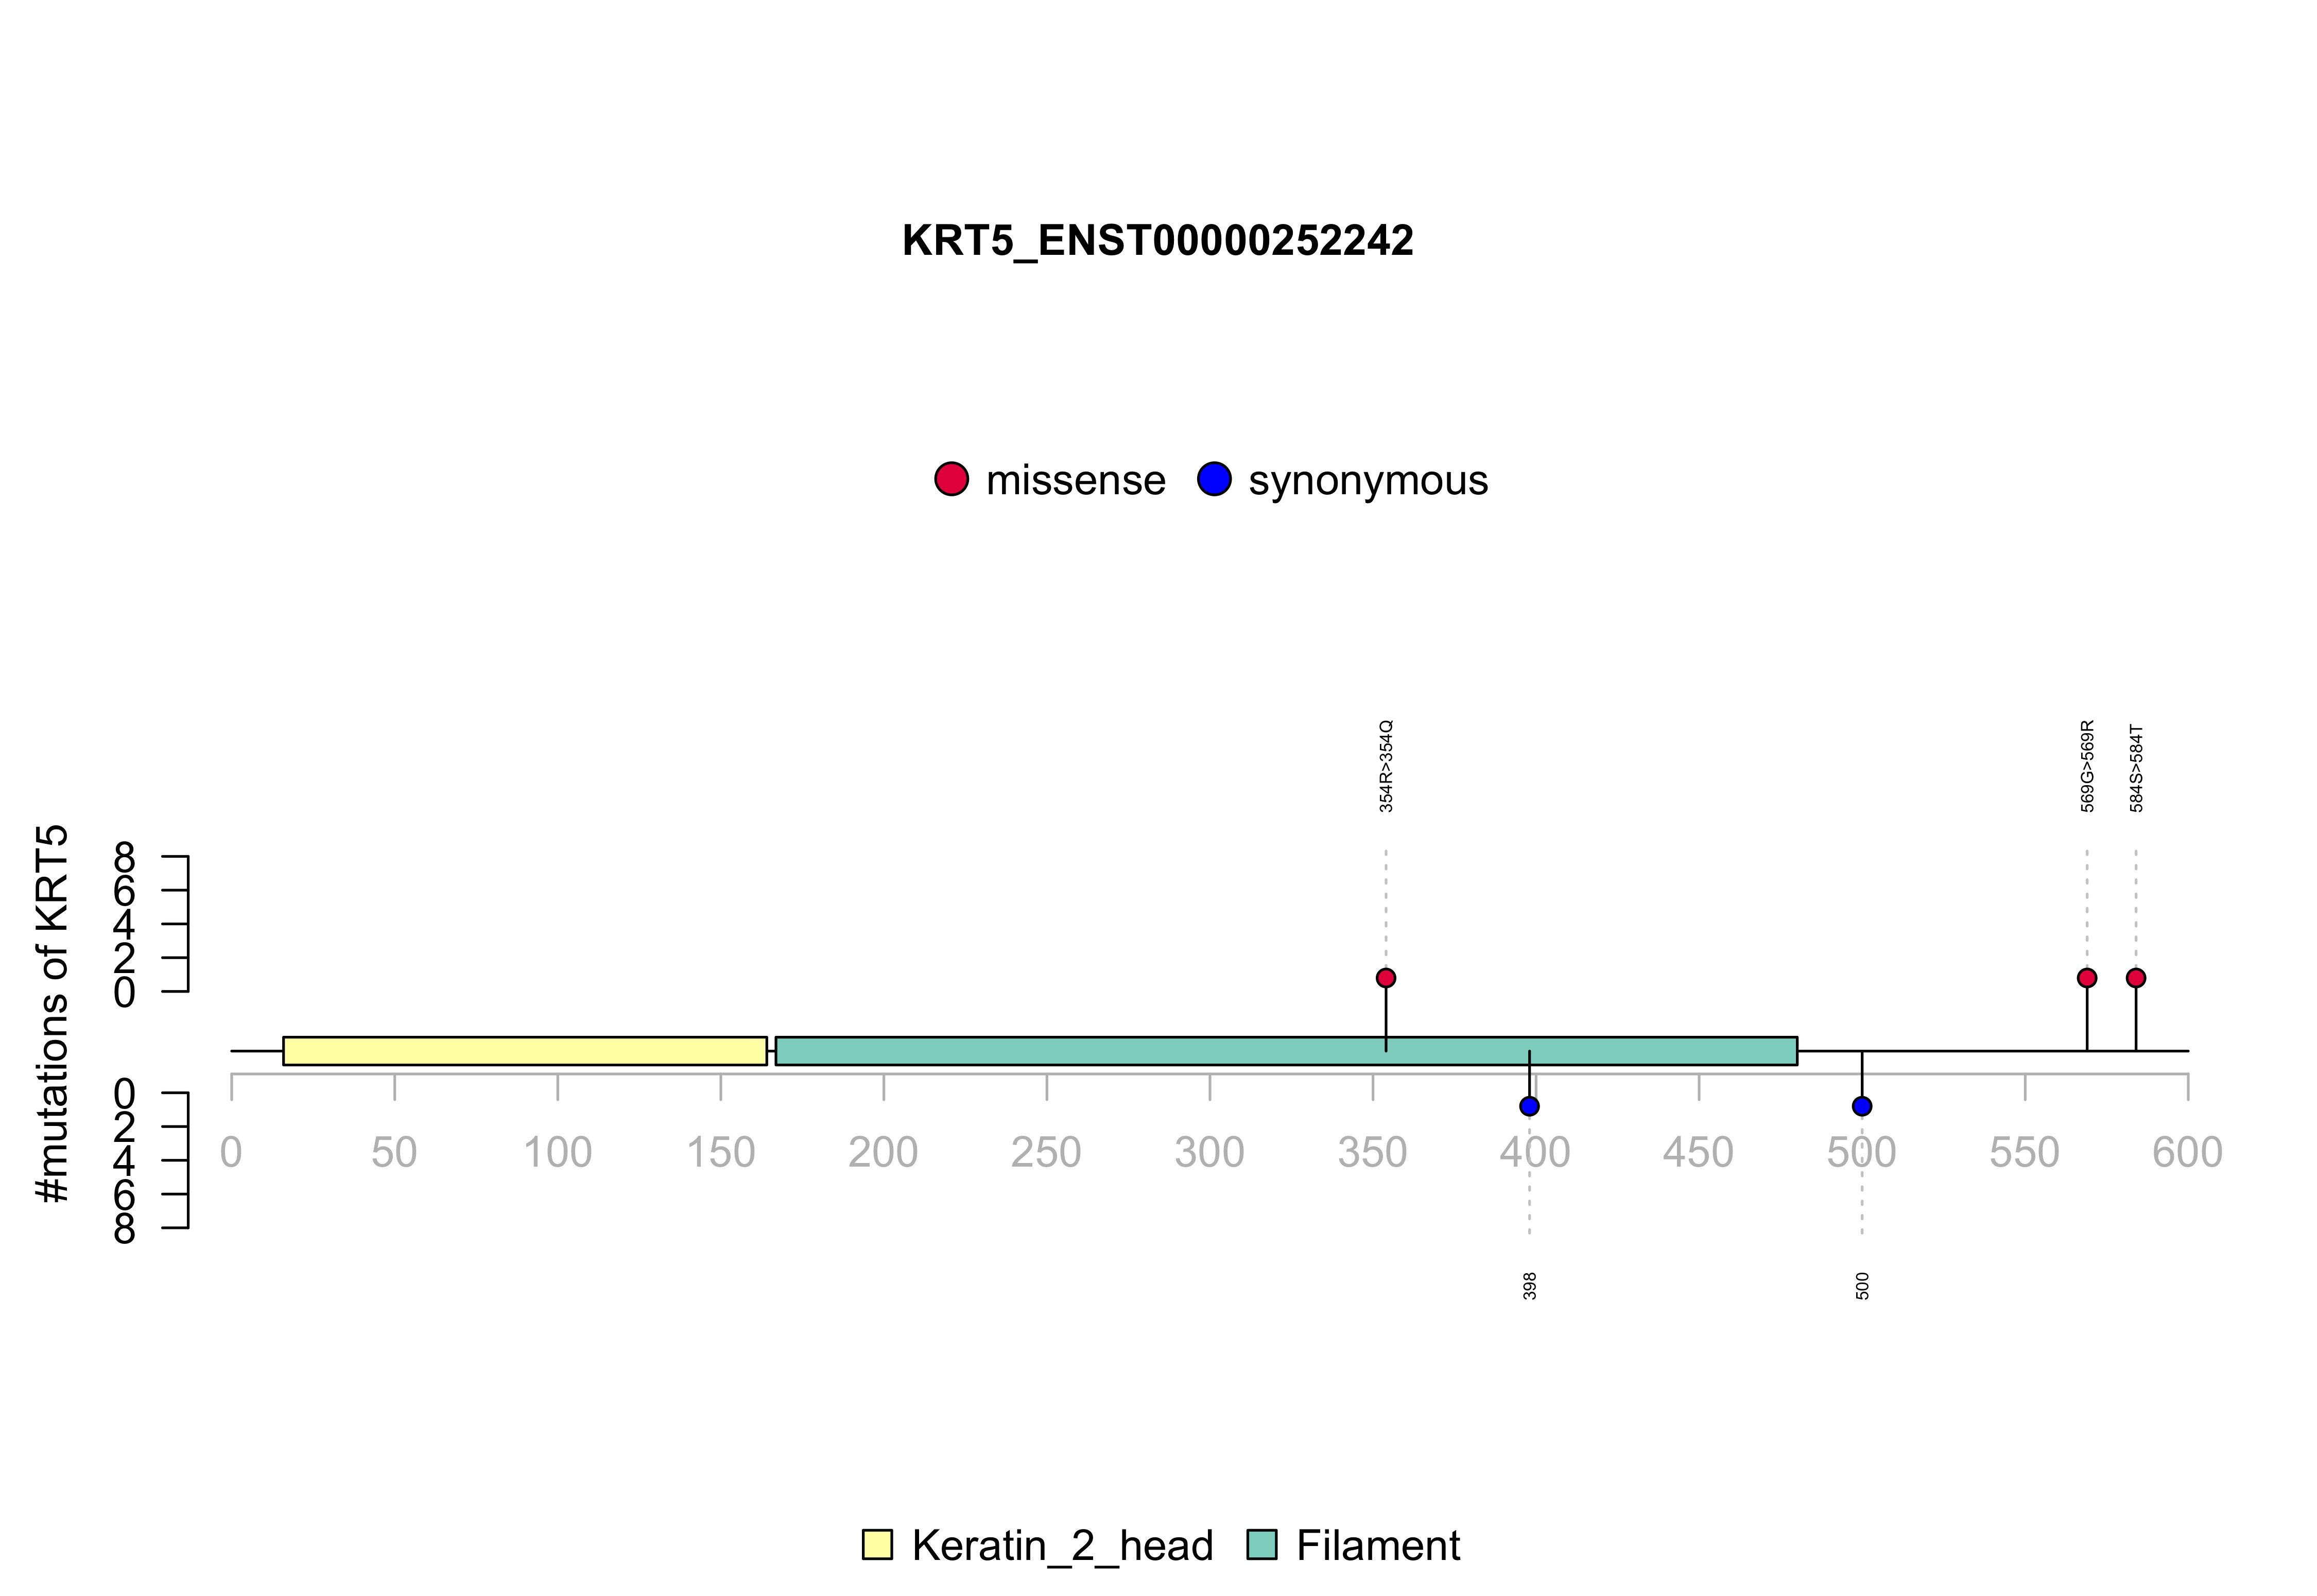 KRT5_ENST00000252242
missense synonymous
354R>354Q 569G>569R 584S>584T
#mutations of KRT5
8
6
4
2
0
0
2
4
6
8
0 50 100 150 200 250 300 350 400 450 500 550 600
398 500
Keratin_2_head Filament